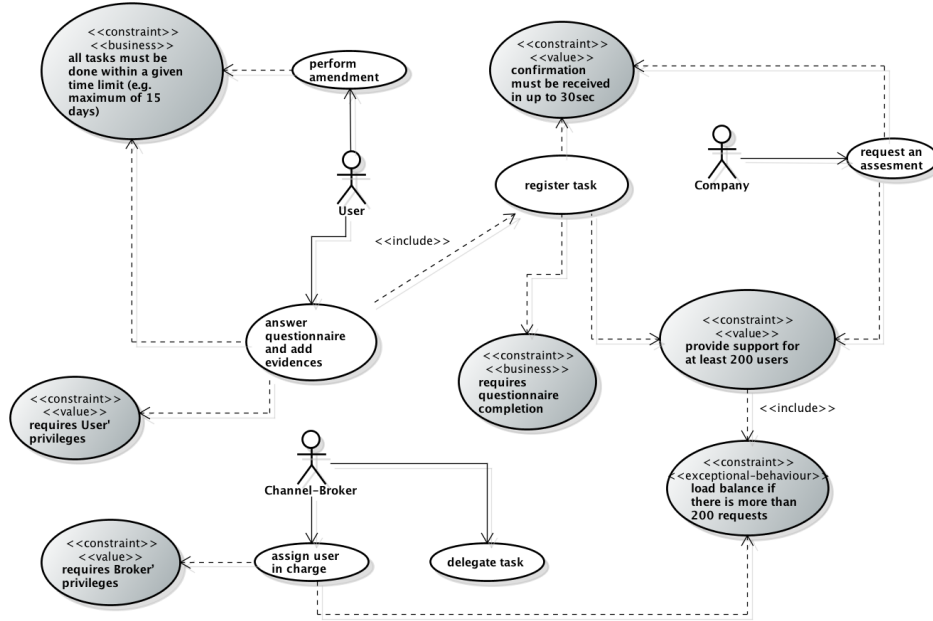 <<constraint>>
<<business>>
all tasks must be
done within a given
time limit (e.g.
maximum of 15
days)
perform
amendment
<<constraint>>
<<value>>
confirmation
must be received
in up to 30sec
request an
assesment
Company
register task
User
<<include>>
answer
questionnaire
and add
evidences
<<constraint>>
<<value>>
provide support for
at least 200 users
<<constraint>>
<<business>>
requires
questionnaire
completion
<<constraint>>
<<value>>
requires User'
privileges
<<include>>
<<constraint>>
<<exceptional-behaviour>>
load balance if
there is more than
200 requests
Channel-Broker
<<constraint>>
<<value>>
requires Broker'
privileges
assign user
in charge
delegate task